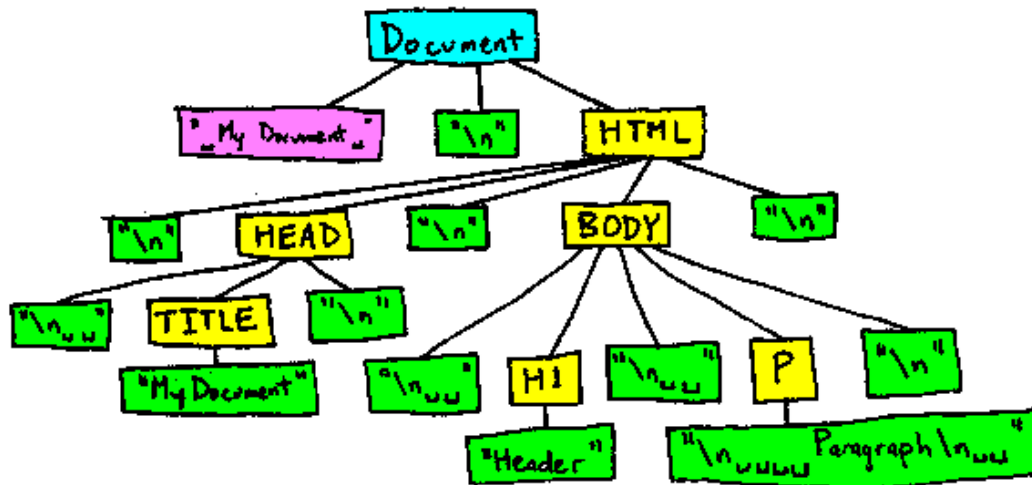 Document
"␣My Document␣"
"\n"
HTML
"\n"
HEAD
"\n"
BODY
"\n"
"\n␣␣"
TITLE
"\n"
"\n␣␣"
H1
"\n␣␣"
P
"\n"
"My Document"
"Header"
"\n␣␣␣␣Paragraph\n␣␣"